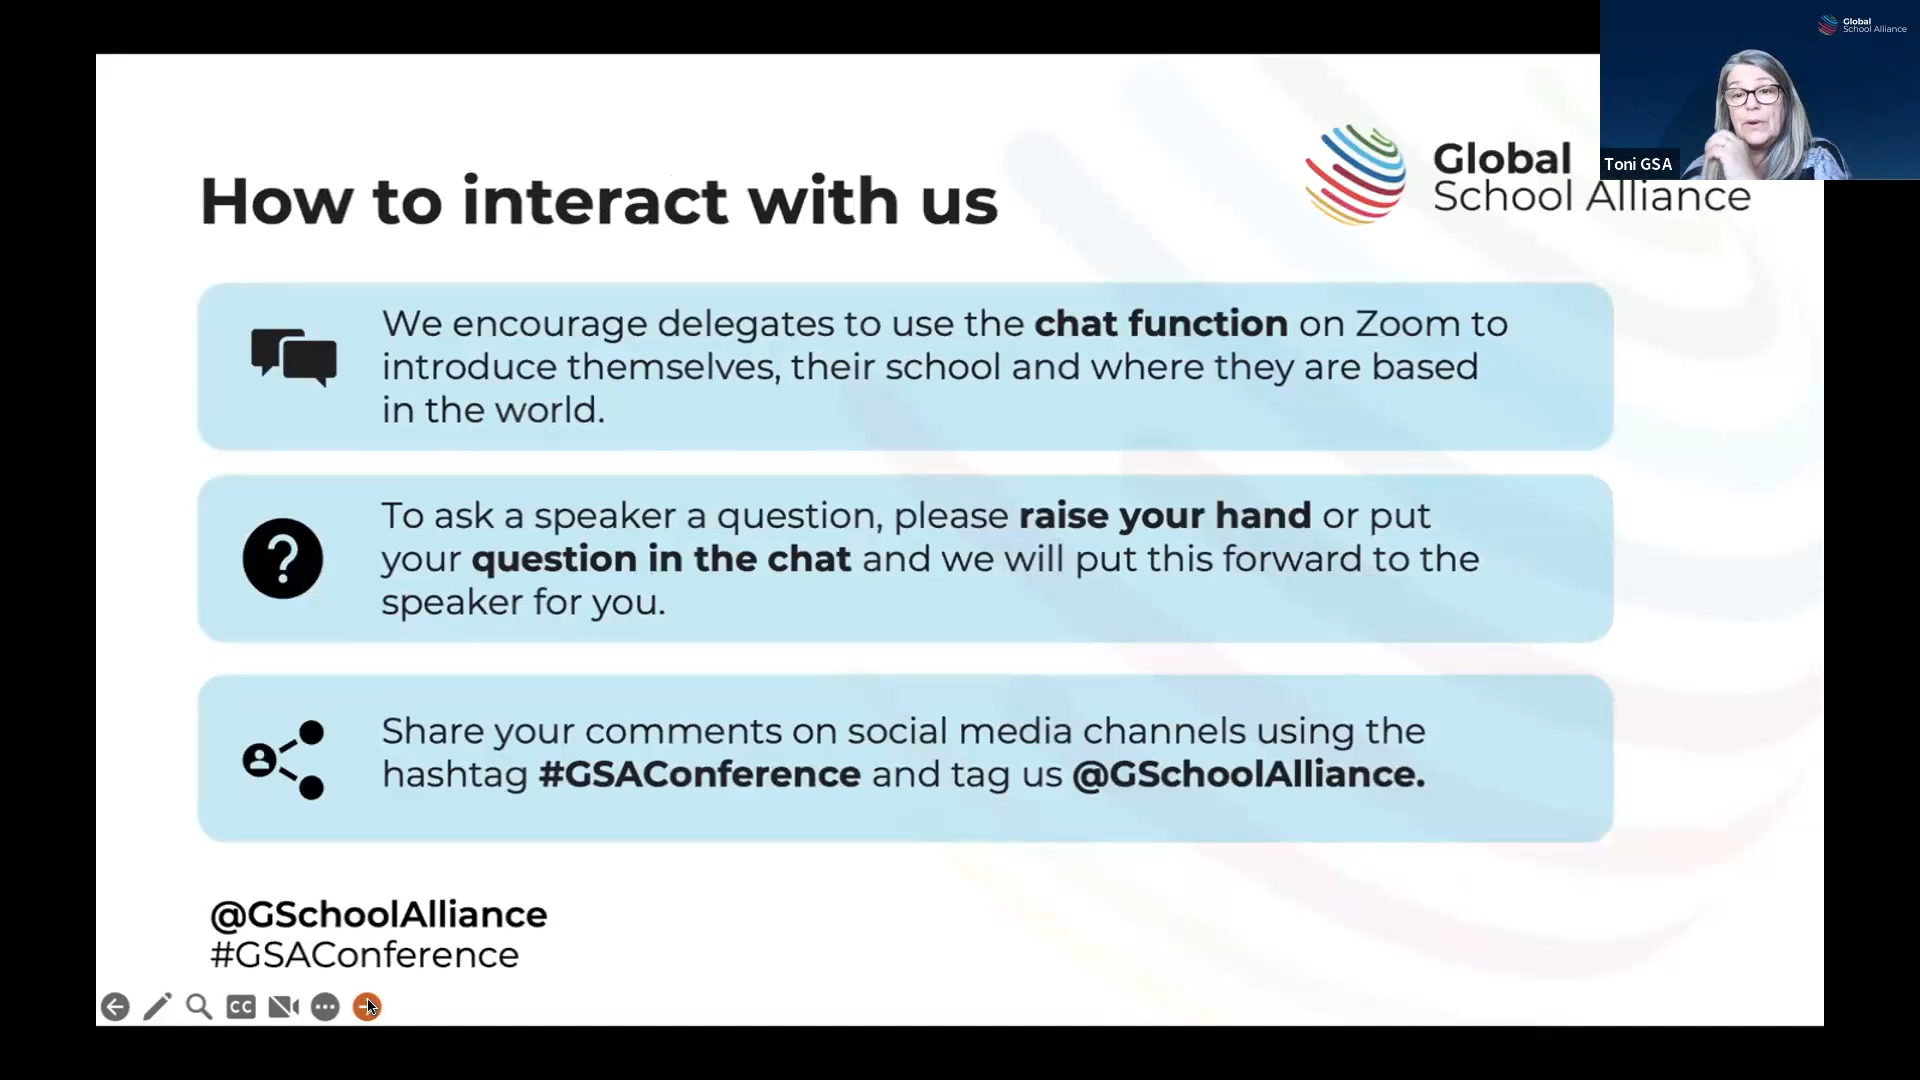 Global
School Alliance
Toni GSA
Global
School Alliance
How to interact with us
We encourage delegates to use the chat function on Zoom to
introduce themselves, their school and where they are based
in the world.
?
To ask a speaker a question, please raise your hand or put
your question in the chat and we will put this forward to the
speaker for you.
Share your comments on social media channels using the
hashtag #GSAConference and tag us @GSchoolAlliance.
@GSchoolAlliance
#GSAConference
CC